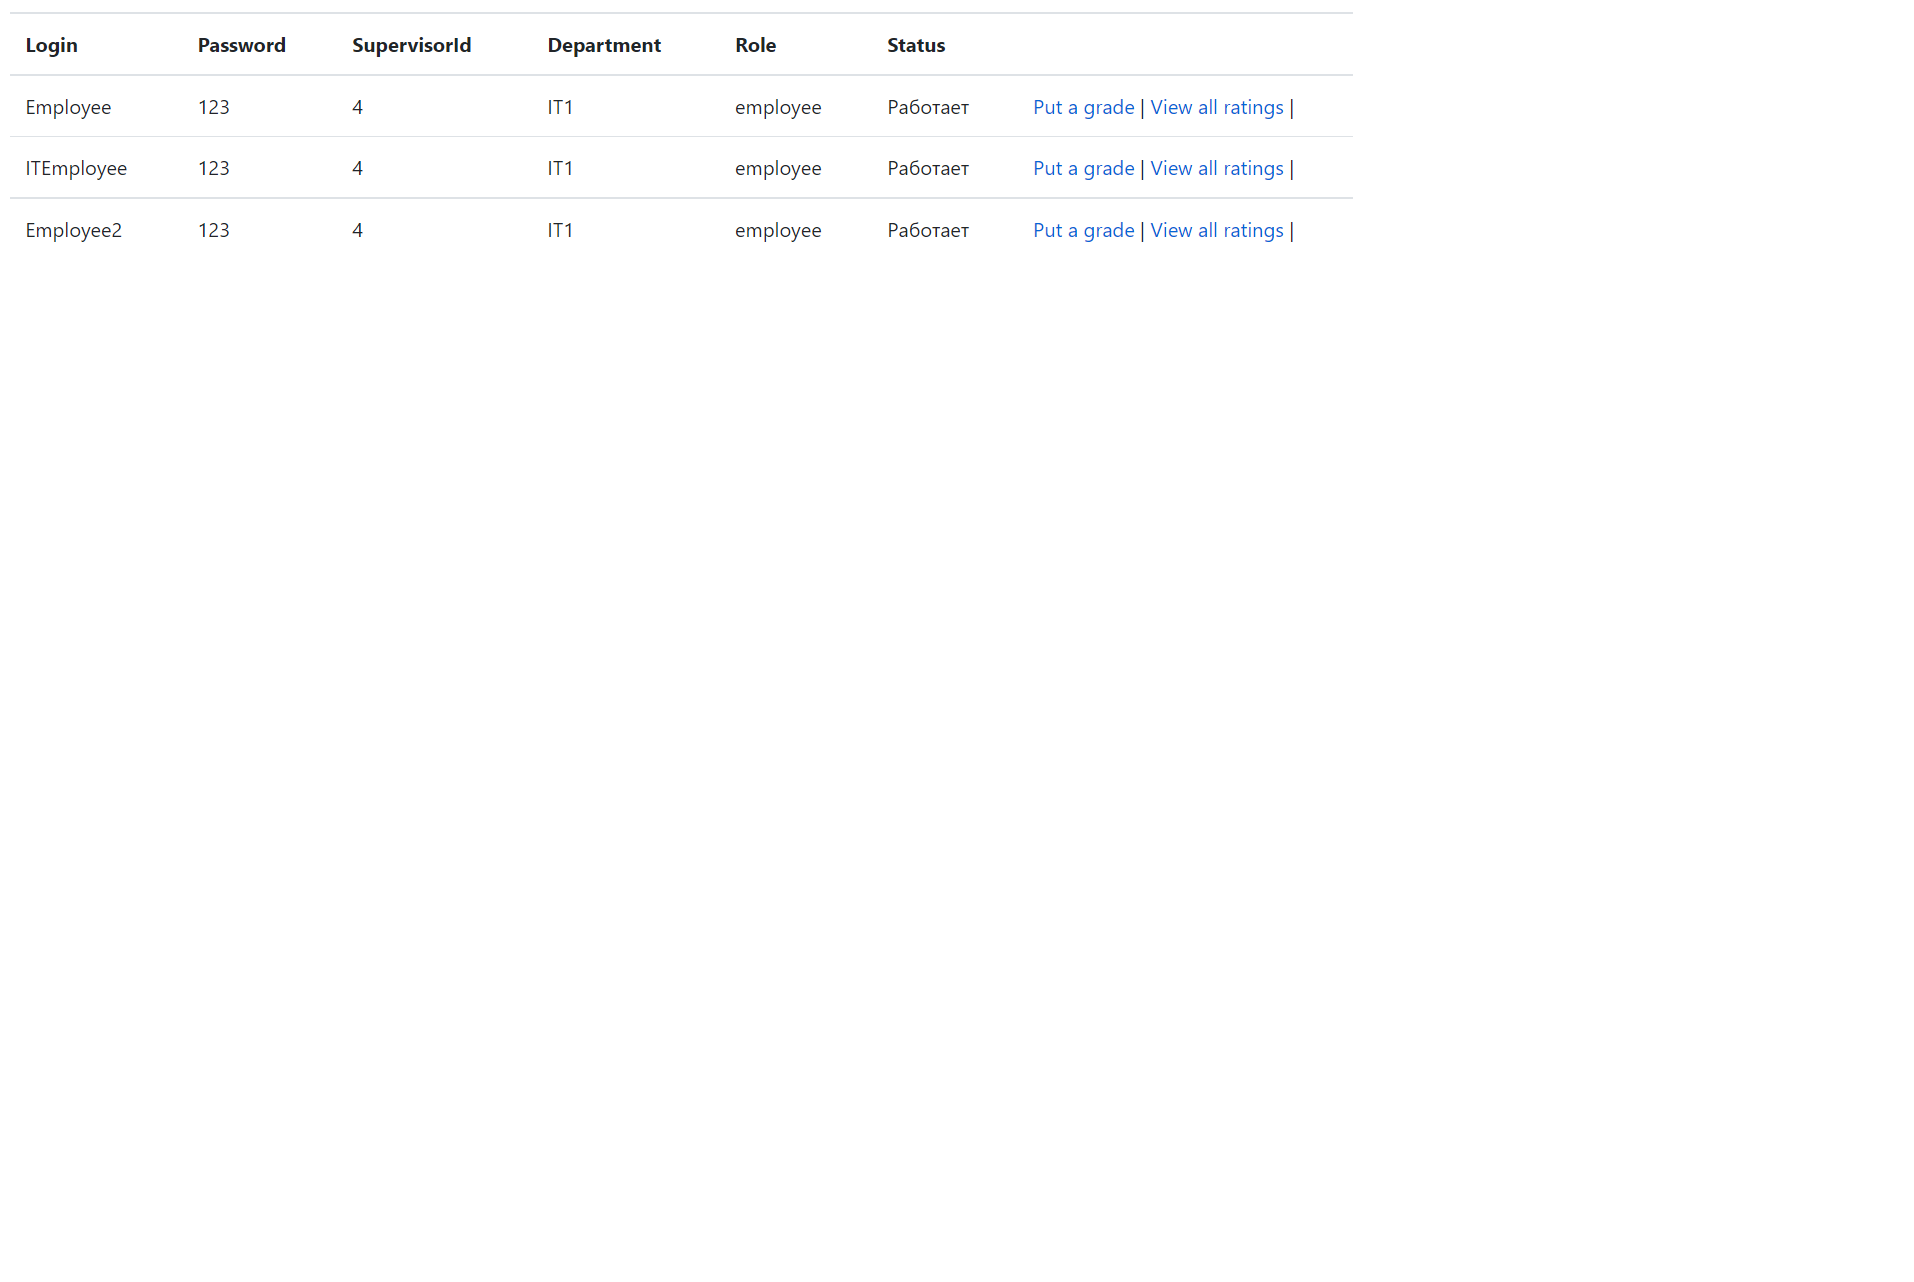 Login Password SupervisorId Department Role Status
Employee 123 4 IT1 employee Работает Put a grade | View all ratings |
ITEmployee 123 4 IT1 employee Работает Put a grade | View all ratings |
Employee2 123 4 IT1 employee Работает Put a grade | View all ratings |